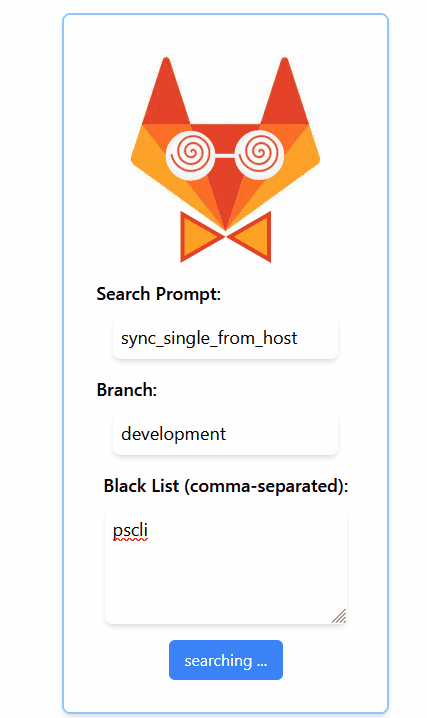 Search Prompt:
sync_single_from_host
Branch:
development
Black List (comma-separated):
pscli
searching ...